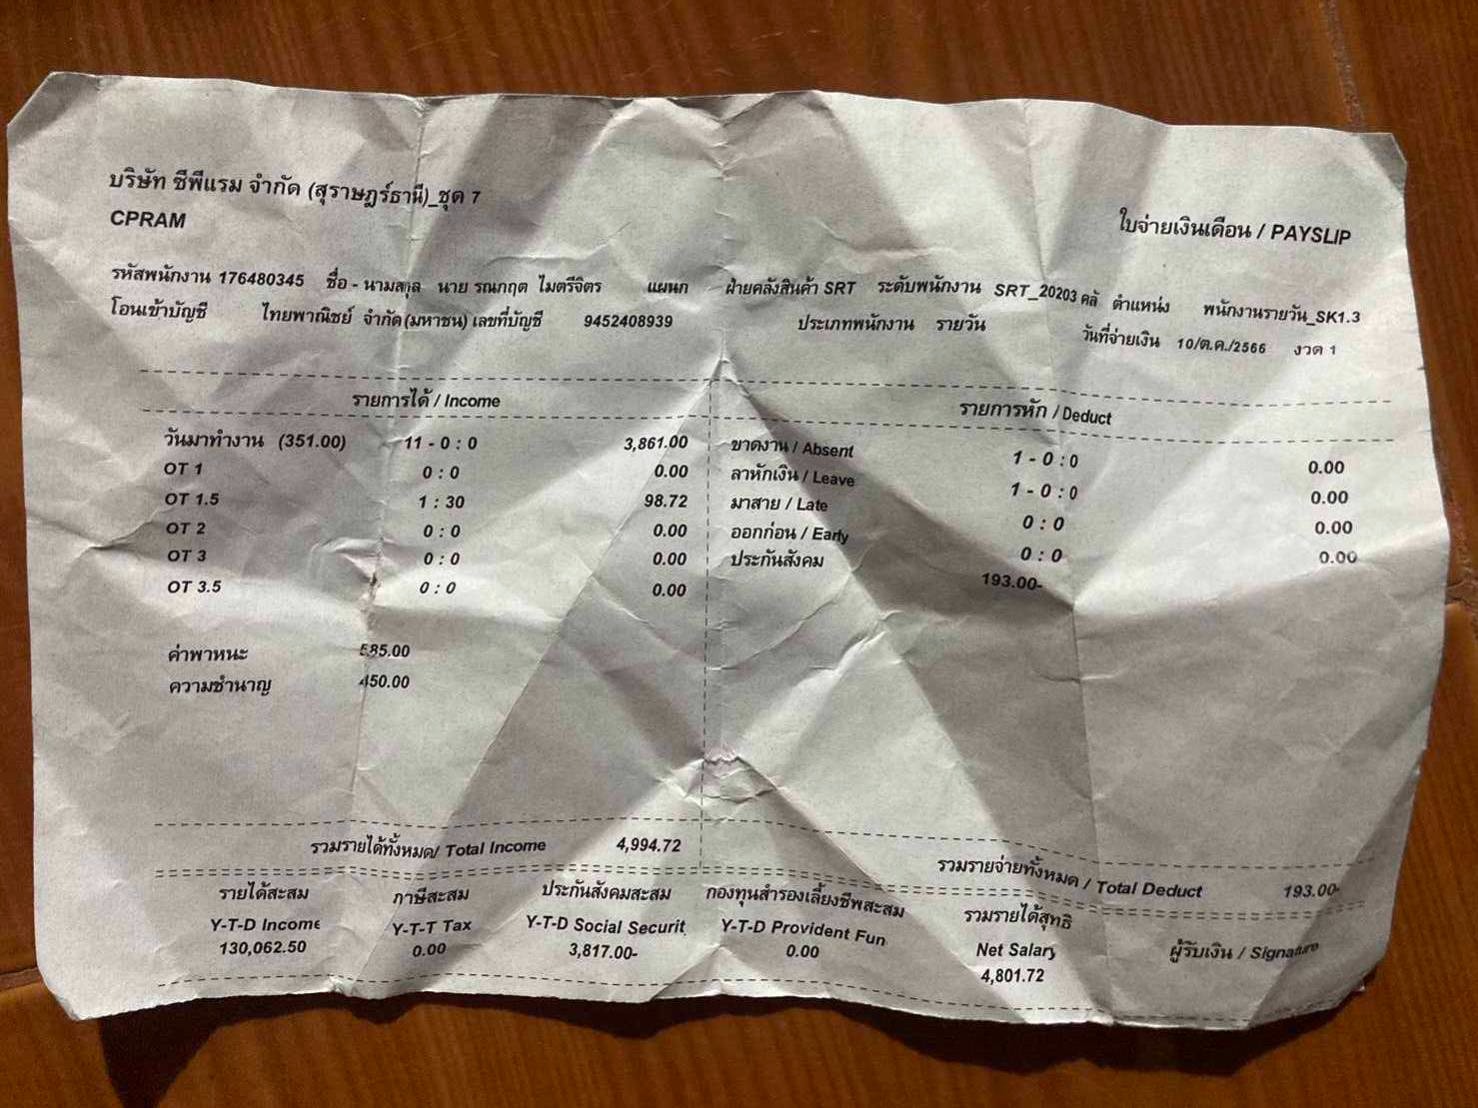 บริษัท ซีพีแรม จำกัด (สุราษฎร์ธานี)_ชุด 7
CPRAM
ใบจ่ายเงินเดือน / PAYSLIP
รหัสพนักงาน 176480345 ชื่อ - นามสกุล นาย รณกฤต ไมตรีจิตร แผนก ฝ่ายคลังสินค้า SRT ระดับพนักงาน SRT_20203 คลั ตำแหน่ง พนักงานรายวัน_SK1.3
โอนเข้าบัญชี ไทยพาณิชย์ จำกัด(มหาชน) เลขที่บัญชี 9452408939 ประเภทพนักงาน รายวัน วันที่จ่ายเงิน 10/ต.ค./2566 งวด 1
รายการได้ / Income รายการหัก / Deduct
วันมาทำงาน (351.00) 11 - 0 : 0 3,861.00 ขาดงาน / Absent 1 - 0 : 0 0.00
OT 1 0 : 0 0.00 ลาหักเงิน / Leave 1 - 0 : 0 0.00
OT 1.5 1 : 30 98.72 มาสาย / Late 0 : 0 0.00
OT 2 0 : 0 0.00 ออกก่อน / Early 0 : 0 0.00
OT 3 0 : 0 0.00 ประกันสังคม 193.00-
OT 3.5 0 : 0 0.00
ค่าพาหนะ 585.00
ความชำนาญ 450.00
รวมรายได้ทั้งหมด/ Total Income 4,994.72 รวมรายจ่ายทั้งหมด / Total Deduct 193.00-
รายได้สะสม ภาษีสะสม ประกันสังคมสะสม กองทุนสำรองเลี้ยงชีพสะสม รวมรายได้สุทธิ
Y-T-D Income Y-T-T Tax Y-T-D Social Securit Y-T-D Provident Fun Net Salary ผู้รับเงิน / Signature
130,062.50 0.00 3,817.00- 0.00 4,801.72